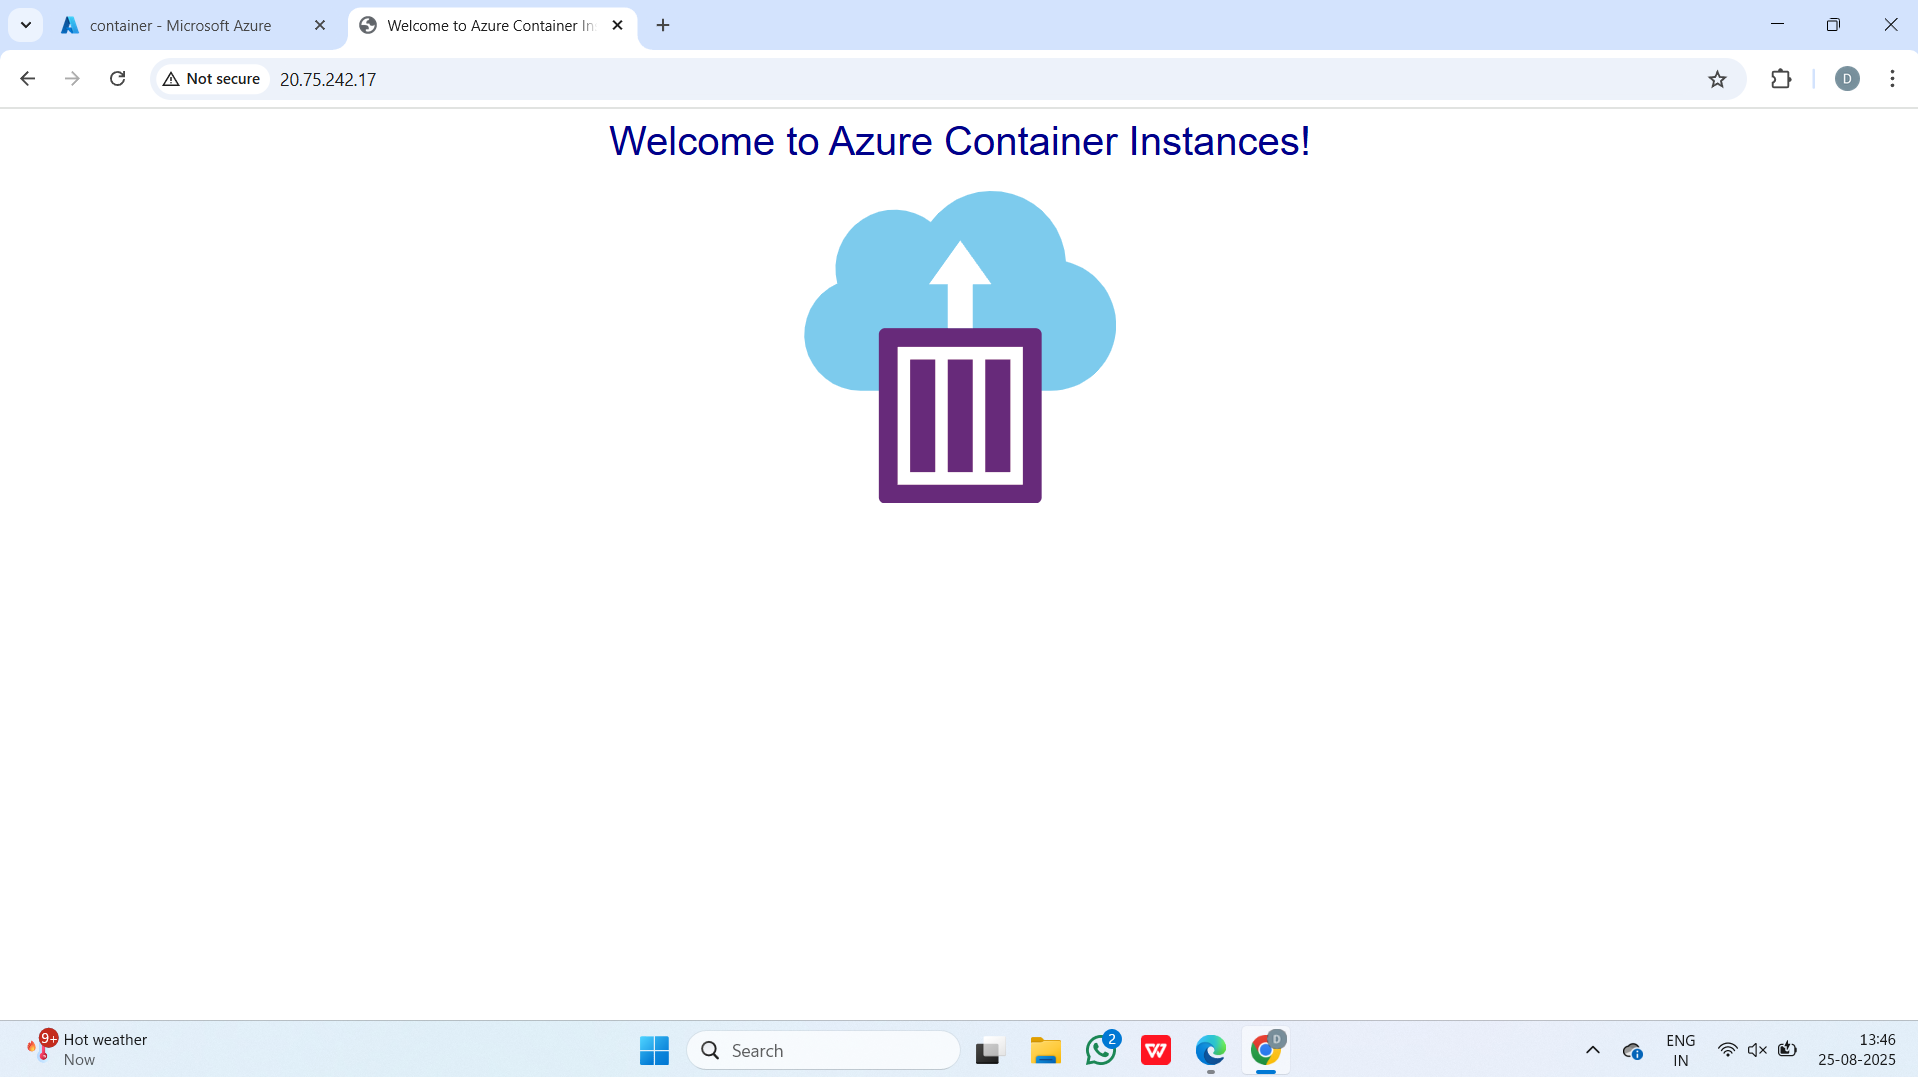 container - Microsoft Azure
Welcome to Azure Container In
Not secure
20.75.242.17
D
Welcome to Azure Container Instances!
9+
Hot weather
Now
Search
2
W
D
ENG
IN
13:46
25-08-2025